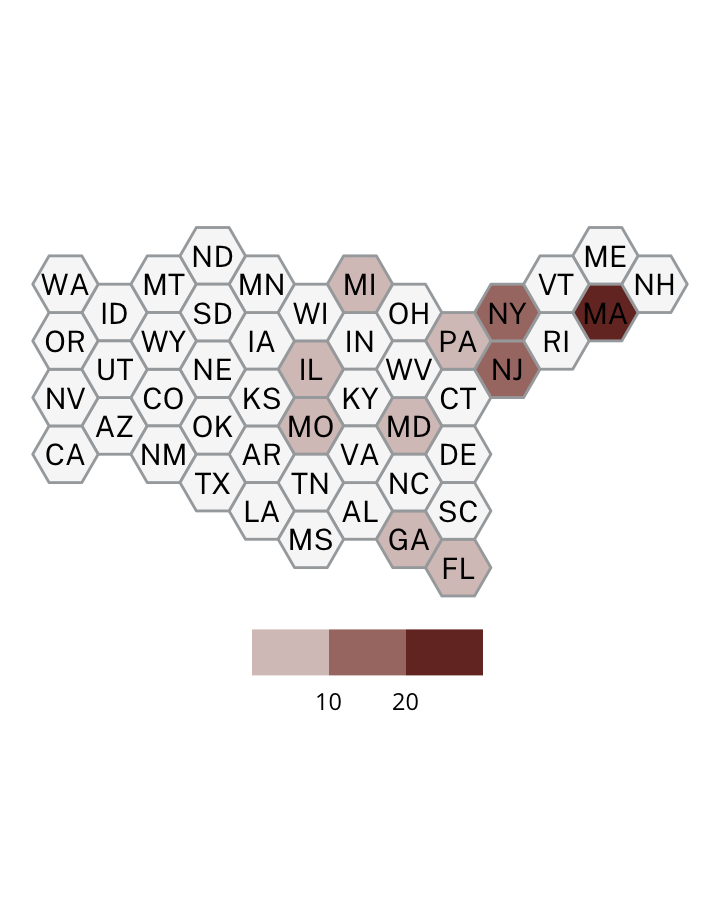 ND ME
WA MT MN MI VT NH
ID SD WI OH NY MA
OR WY IA IN PA RI
UT NE IL WV NJ
NV CO KS KY CT
AZ OK MO MD
CA NM AR VA DE
TX TN NC
LA AL SC
MS GA
FL
10 20